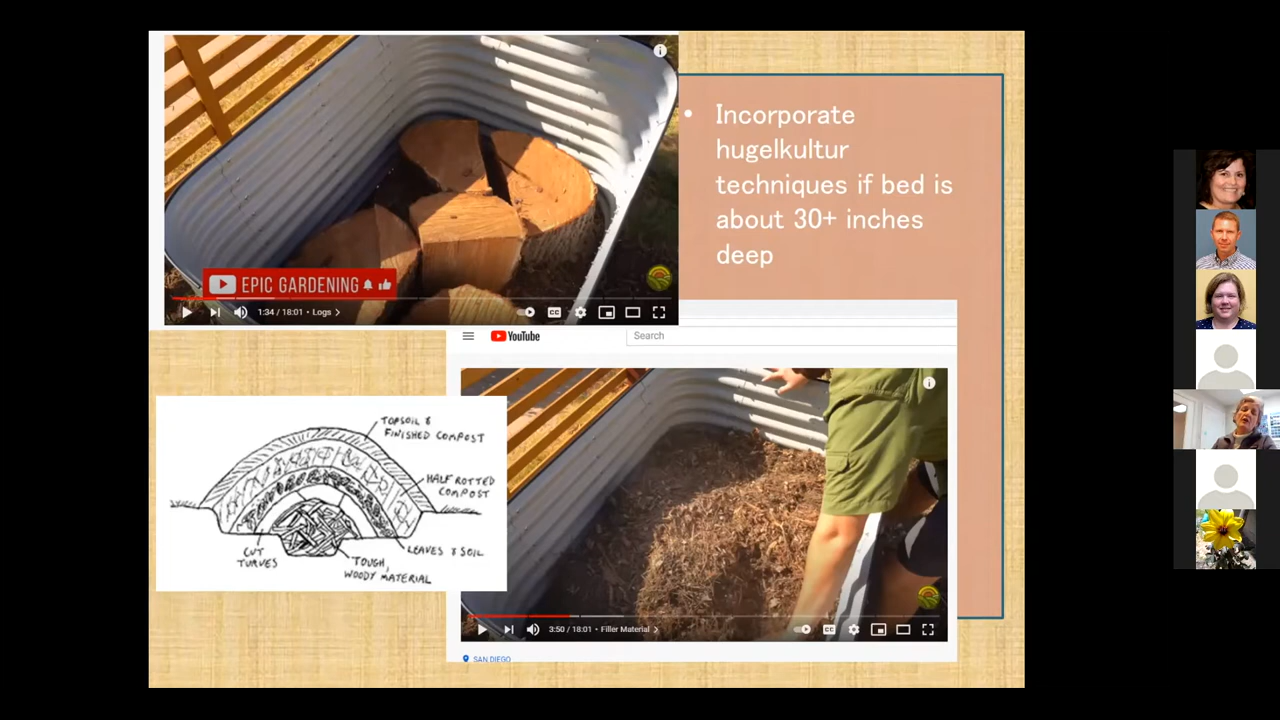 • Incorporate
hugelkultur
techniques if bed is
about 30+ inches
deep
EPIC GARDENING
1:34 / 18:01 • Logs
CC
YouTube
Search
TOPSOIL &
FINISHED COMPOST
HALF ROTTED
COMPOST
LEAVES & SOIL
CUT
TURVES
TOUGH,
WOODY MATERIAL
3:50 / 18:01 • Filler Material
CC
SAN DIEGO